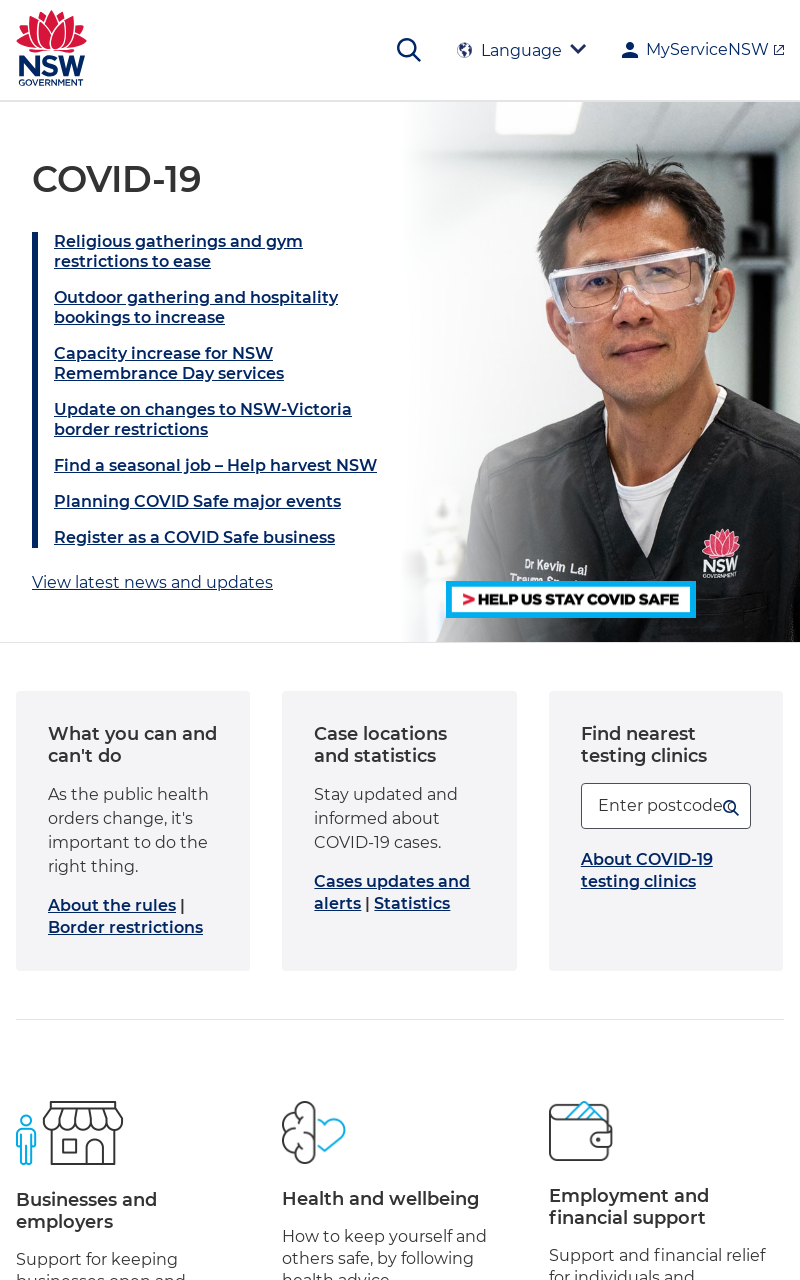 NSW
GOVERNMENT
Language
MyServiceNSW
COVID-19
Religious gatherings and gym
restrictions to ease
Outdoor gathering and hospitality
bookings to increase
Capacity increase for NSW
Remembrance Day services
Update on changes to NSW-Victoria
border restrictions
Find a seasonal job – Help harvest NSW
Planning COVID Safe major events
Register as a COVID Safe business
View latest news and updates
Dr Kevin Lai
NSW
GOVERNMENT
> HELP US STAY COVID SAFE
What you can and
can't do
As the public health
orders change, it's
important to do the
right thing.
About the rules |
Border restrictions
Case locations
and statistics
Stay updated and
informed about
COVID-19 cases.
Cases updates and
alerts | Statistics
Find nearest
testing clinics
Enter postcode
About COVID-19
testing clinics
Businesses and
employers
Support for keeping
businesses open and
Health and wellbeing
How to keep yourself and
others safe, by following
health advice
Employment and
financial support
Support and financial relief
for individuals and